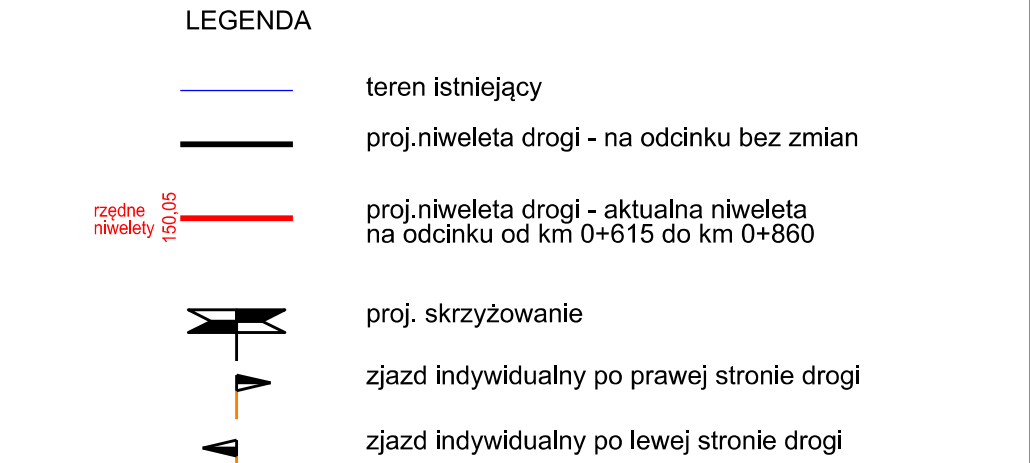 LEGENDA
teren istniejący
proj.niweleta drogi - na odcinku bez zmian
rzędne
niwelety
150,05
proj.niweleta drogi - aktualna niweleta
na odcinku od km 0+615 do km 0+860
proj. skrzyżowanie
zjazd indywidualny po prawej stronie drogi
zjazd indywidualny po lewej stronie drogi